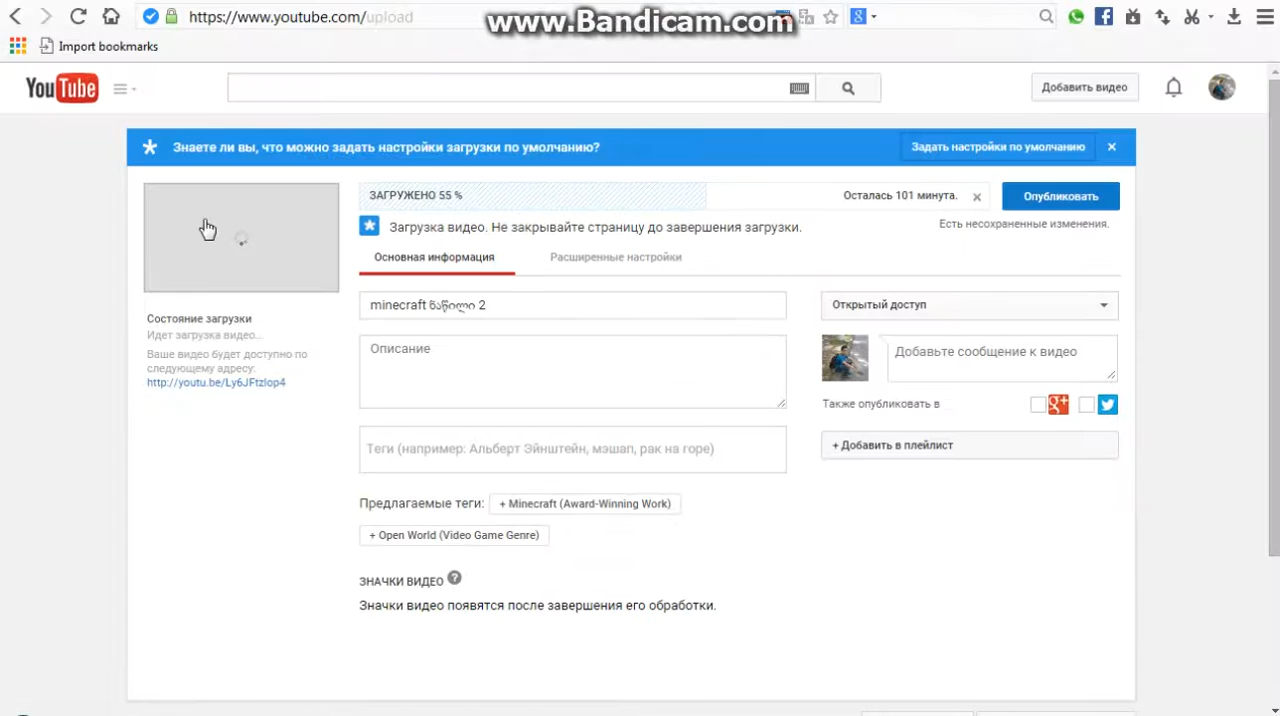 https://www.youtube.com/upload
www.Bandicam.com
Import bookmarks
YouTube
Добавить видео
Знаете ли вы, что можно задать настройки загрузки по умолчанию?
Задать настройки по умолчанию
ЗАГРУЖЕНО 55 %
Осталась 101 минута.
Опубликовать
Загрузка видео. Не закрывайте страницу до завершения загрузки.
Есть несохраненные изменения.
Основная информация
Расширенные настройки
minecraft ნაწილი 2
Открытый доступ
Состояние загрузки
Идет загрузка видео...
Ваше видео будет доступно по
следующему адресу:
http://youtu.be/Ly6JFtzlop4
Описание
Добавьте сообщение к видео
Также опубликовать в
Теги (например: Альберт Эйнштейн, мэшап, рак на горе)
+ Добавить в плейлист
Предлагаемые теги:
+ Minecraft (Award-Winning Work)
+ Open World (Video Game Genre)
ЗНАЧКИ ВИДЕО ?
Значки видео появятся после завершения его обработки.